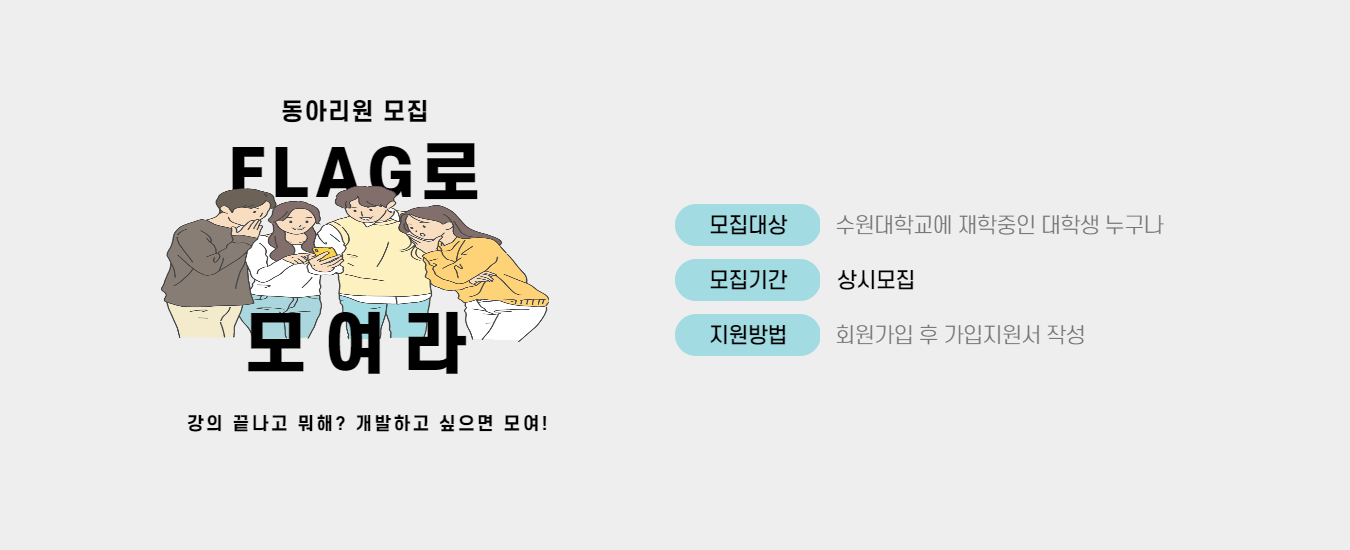 동아리원 모집
FLAG로
모여라
강의 끝나고 뭐해? 개발하고 싶으면 모여!
모집대상 수원대학교에 재학중인 대학생 누구나
모집기간 상시모집
지원방법 회원가입 후 가입지원서 작성